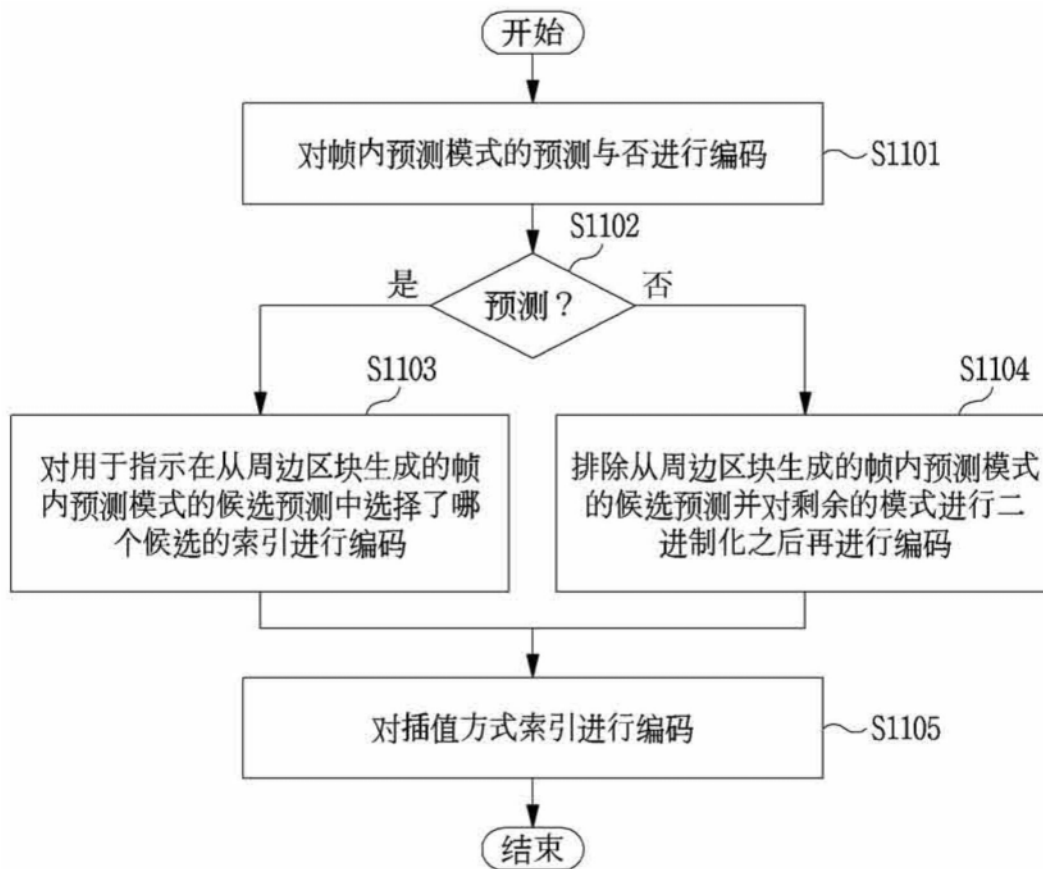 开始
对帧内预测模式的预测与否进行编码
S1101
S1102
是
预测？
否
S1103
S1104
对用于指示在从周边区块生成的帧
内预测模式的候选预测中选择了哪
个候选的索引进行编码
排除从周边区块生成的帧内预测模式
的候选预测并对剩余的模式进行二
进制化之后再进行编码
对插值方式索引进行编码
S1105
结束